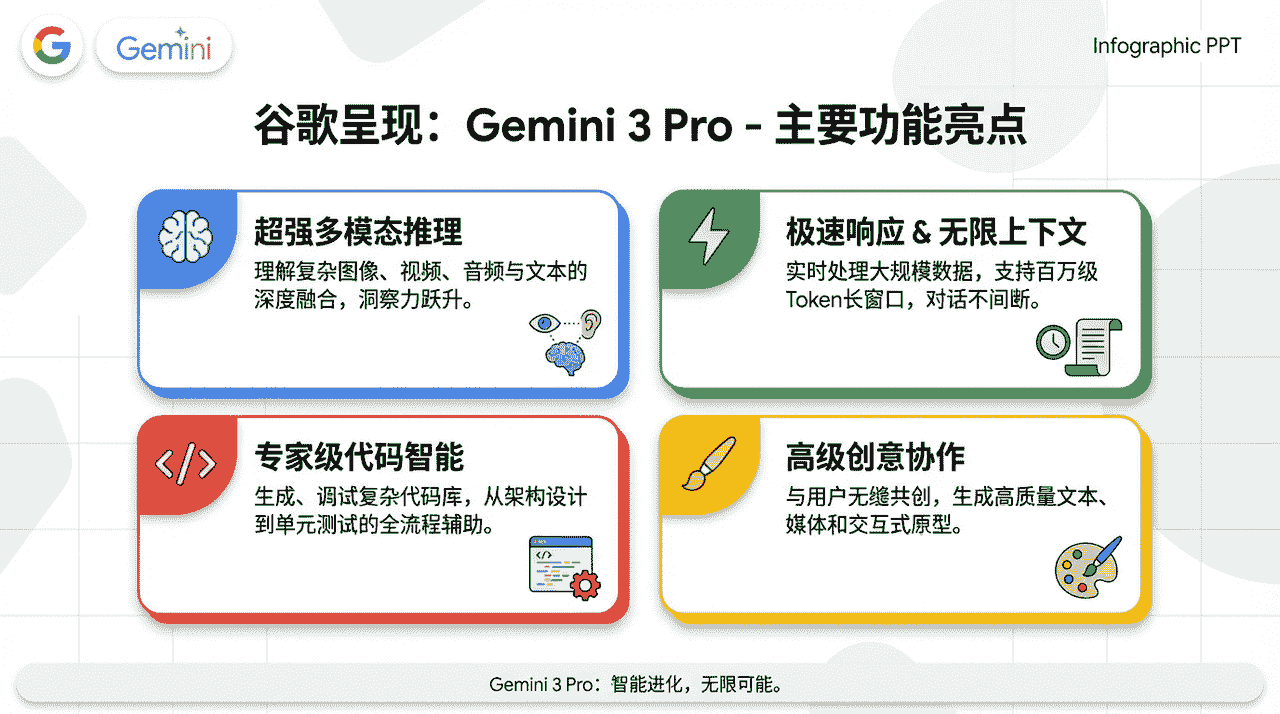 G Gemini
Infographic PPT
谷歌呈现：Gemini 3 Pro - 主要功能亮点
超强多模态推理
理解复杂图像、视频、音频与文本的
深度融合，洞察力跃升。
极速响应 & 无限上下文
实时处理大规模数据，支持百万级
Token长窗口，对话不间断。
</>
专家级代码智能
生成、调试复杂代码库，从架构设计
到单元测试的全流程辅助。
</>
高级创意协作
与用户无缝共创，生成高质量文本、
媒体和交互式原型。
Gemini 3 Pro：智能进化，无限可能。